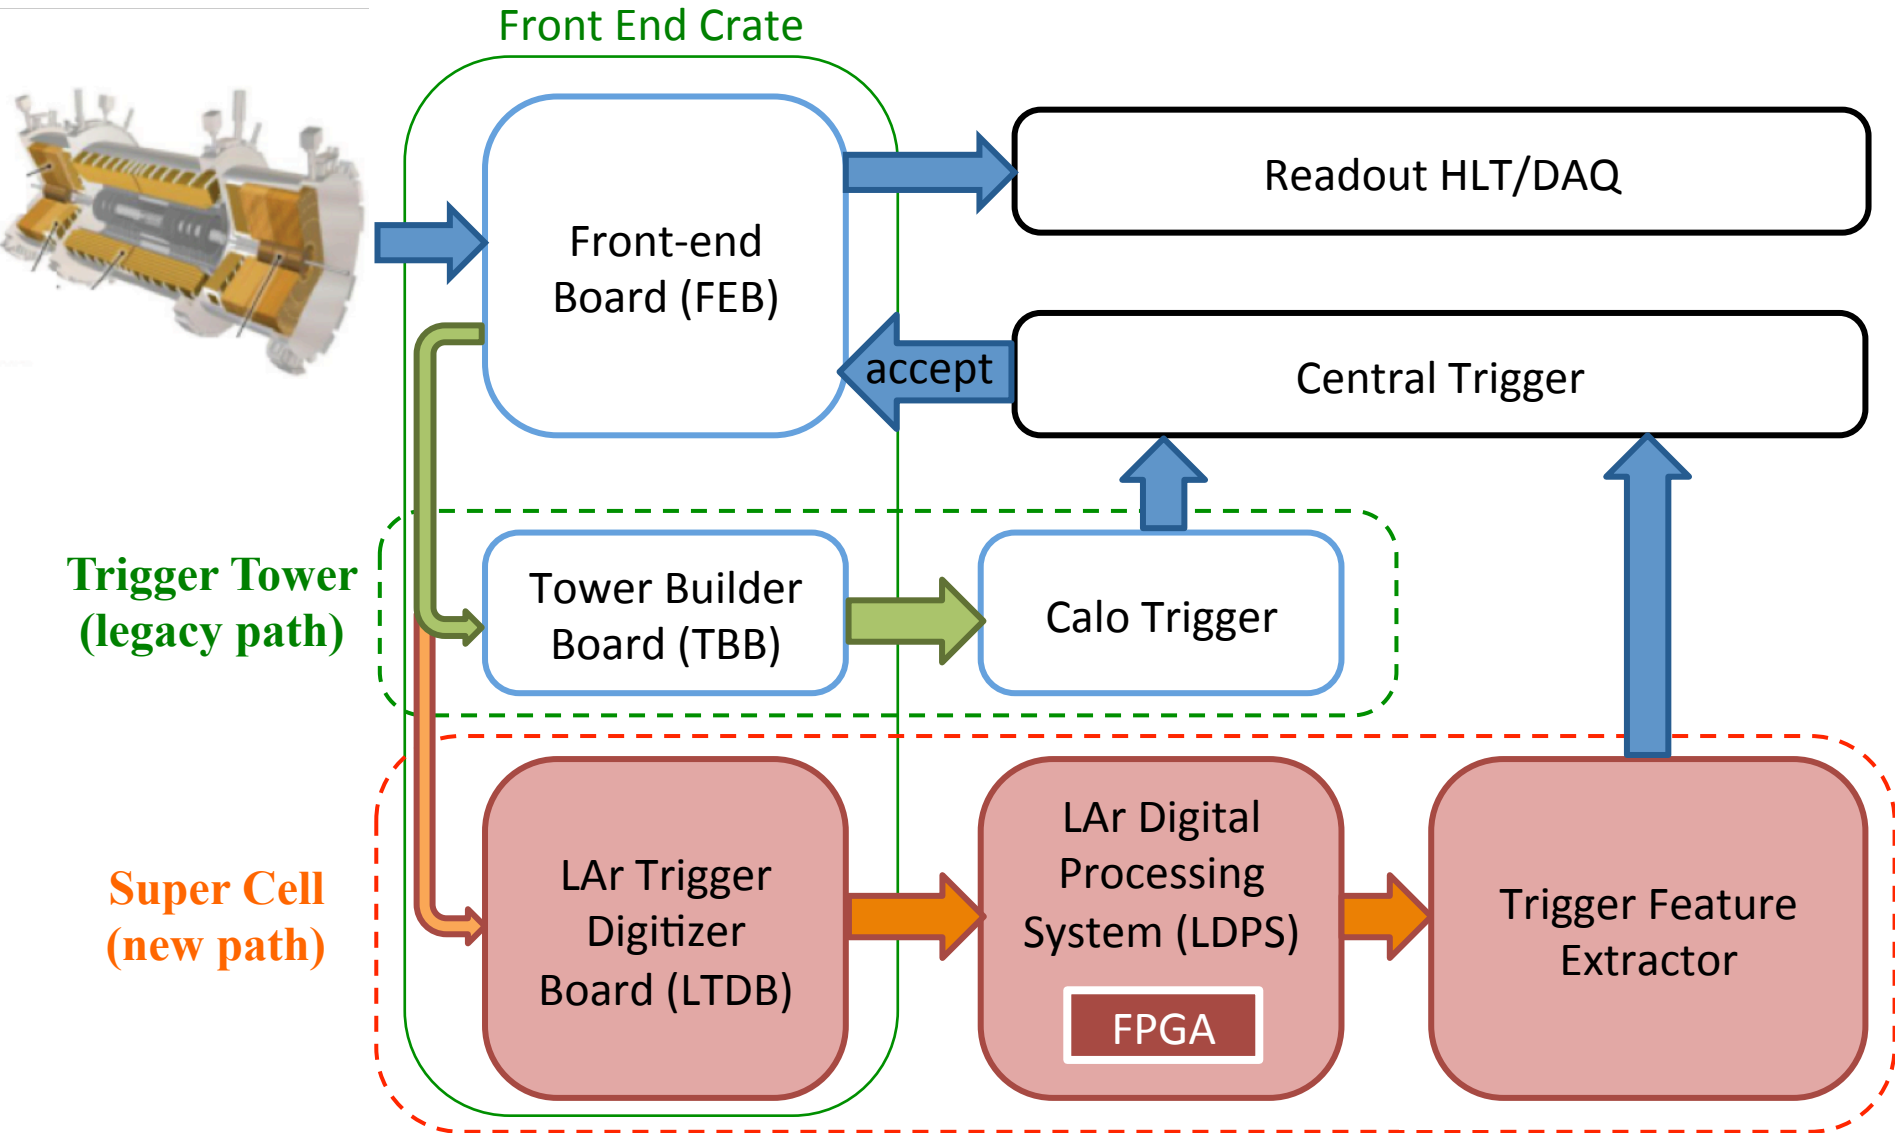 Front End Crate
Front-end
Board (FEB)
Readout HLT/DAQ
accept
Central Trigger
Trigger Tower
(legacy path)
Tower Builder
Board (TBB)
Calo Trigger
Super Cell
(new path)
LAr Trigger
Digitizer
Board (LTDB)
LAr Digital
Processing
System (LDPS)
FPGA
Trigger Feature
Extractor